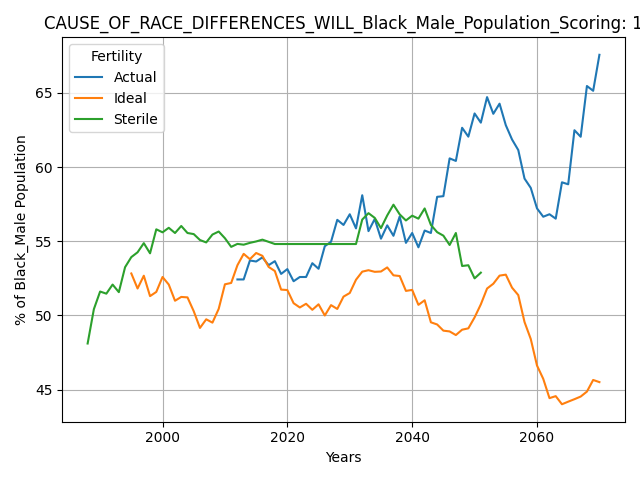 CAUSE_OF_RACE_DIFFERENCES_WILL_Black_Male_Population_Scoring: 1
Fertility
Actual
Ideal
Sterile
% of Black_Male Population
65
60
55
50
45
2000 2020 2040 2060
Years